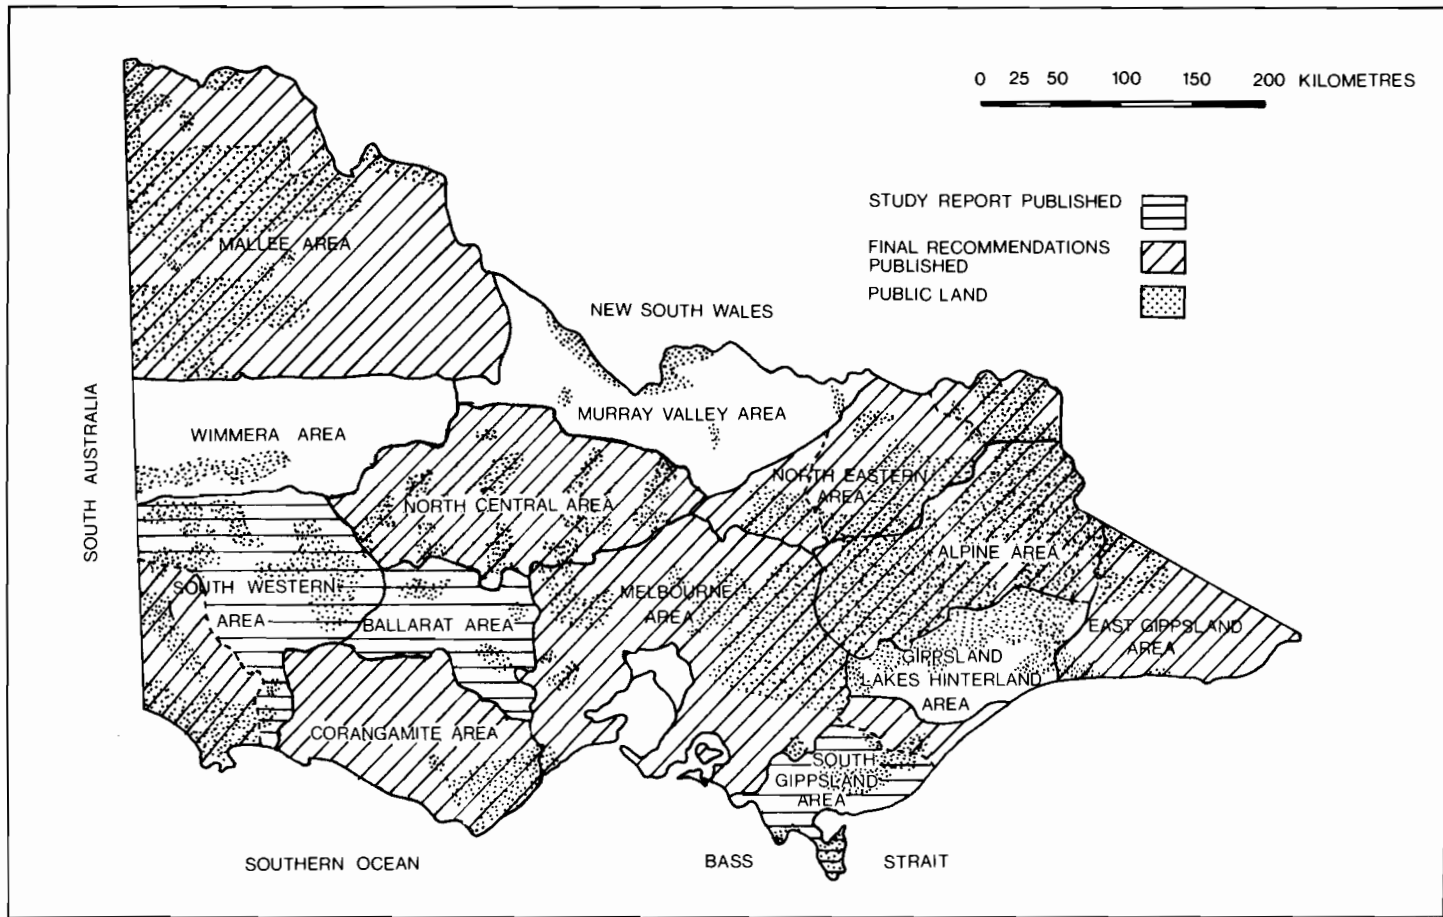 0 25 50 100 150 200 KILOMETRES
STUDY REPORT PUBLISHED
FINAL RECOMMENDATIONS
PUBLISHED
PUBLIC LAND
MALLEE AREA
NEW SOUTH WALES
SOUTH AUSTRALIA
WIMMERA AREA
MURRAY VALLEY AREA
NORTH EASTERN
AREA
NORTH CENTRAL AREA
ALPINE AREA
SOUTH WESTERN
AREA
BALLARAT AREA
MELBOURNE
AREA
EAST GIPPSLAND
AREA
GIPPSLAND
LAKES HINTERLAND
AREA
CORANGAMITE AREA
SOUTH
GIPPSLAND
AREA
SOUTHERN OCEAN
BASS STRAIT